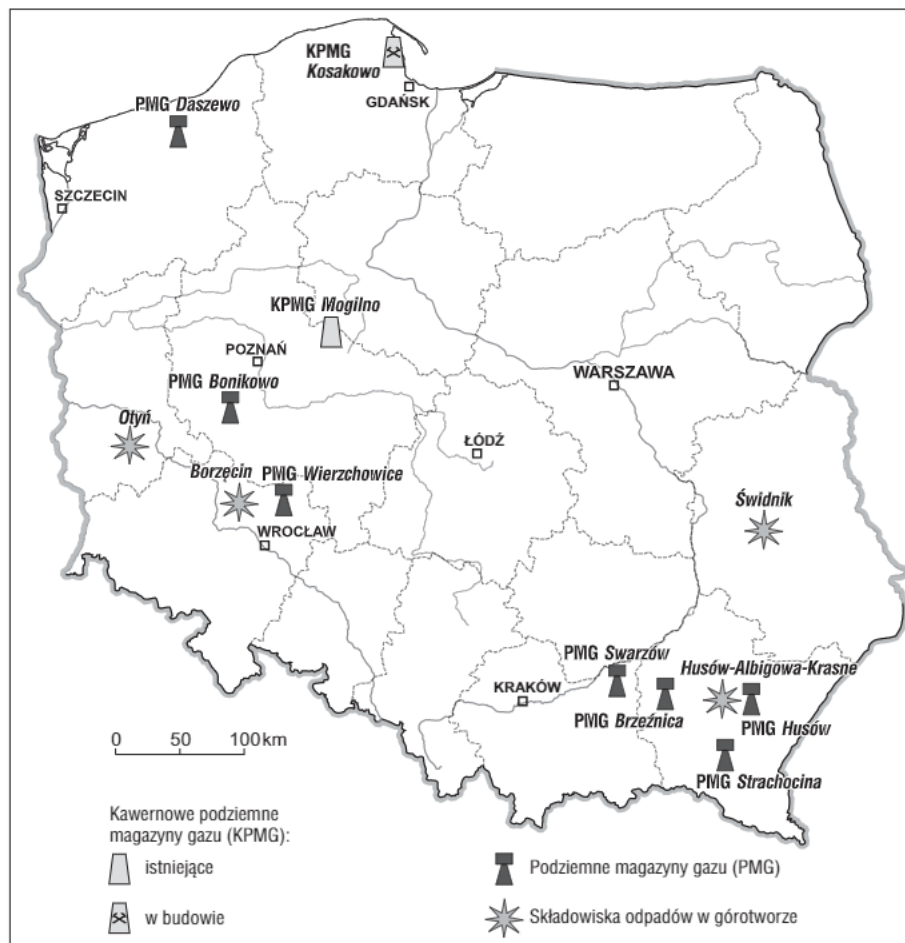 KPMG
Kosakowo
GDAŃSK
PMG Daszewo
SZCZECIN
KPMG Mogilno
POZNAŃ
WARSZAWA
PMG Bonikowo
Otyń
ŁÓDŹ
Borzęcin
PMG Wierzchowice
Świdnik
WROCŁAW
PMG Swarzów
Husów-Albigowa-Krasne
KRAKÓW
PMG Brzeźnica
PMG Husów
PMG Strachocina
0 50 100 km
Kawernowe podziemne
magazyny gazu (KPMG):
istniejące
w budowie
Podziemne magazyny gazu (PMG)
Składowiska odpadów w górotworze